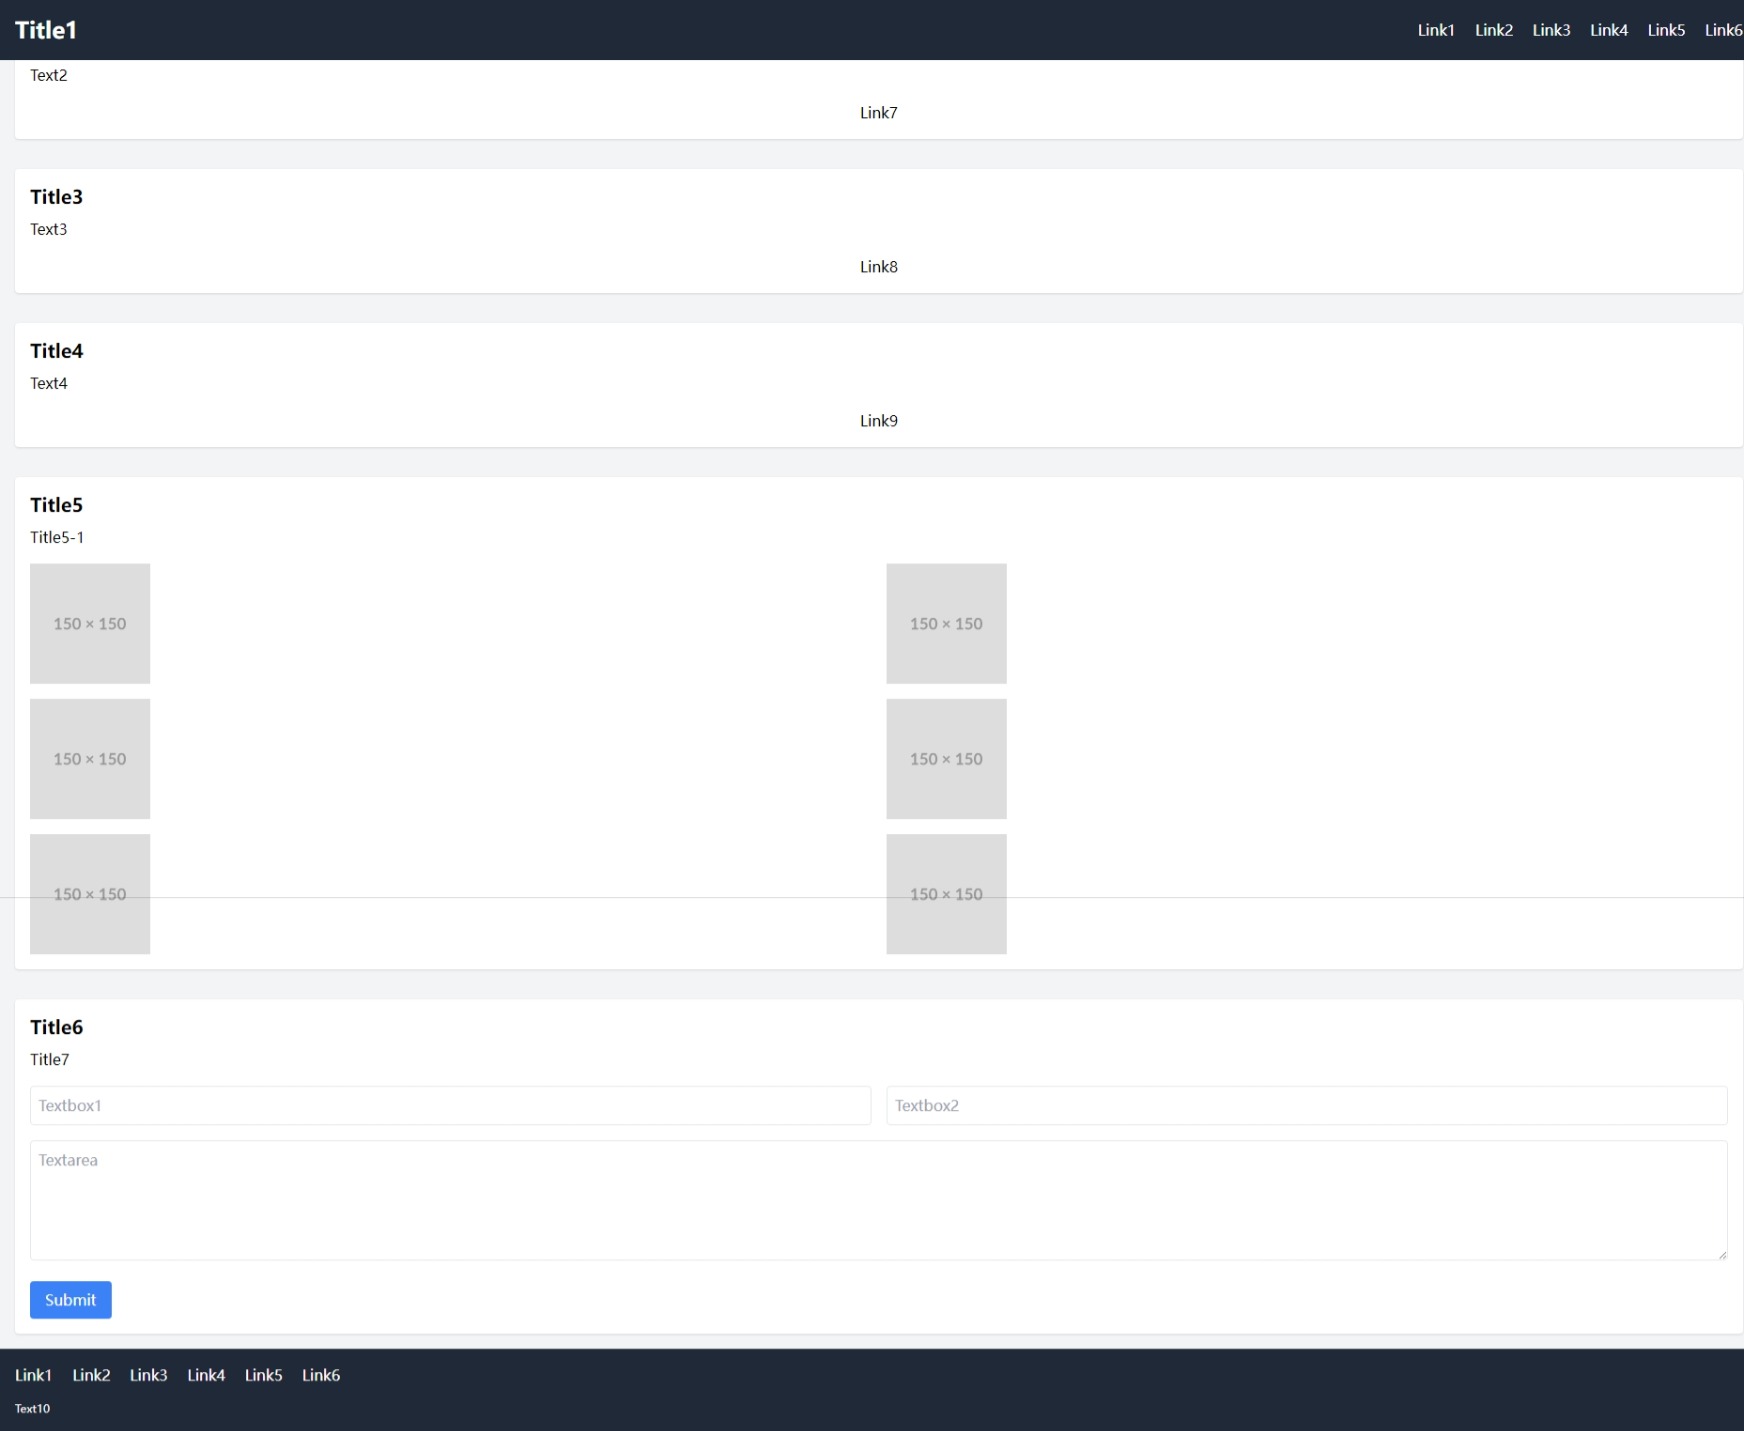 Title1 Link1 Link2 Link3 Link4 Link5 Link6
Text2
Link7
Title3
Text3
Link8
Title4
Text4
Link9
Title5
Title5-1
150 × 150 150 × 150
150 × 150 150 × 150
150 × 150 150 × 150
Title6
Title7
Textbox1 Textbox2
Textarea
Submit
Link1 Link2 Link3 Link4 Link5 Link6
Text10